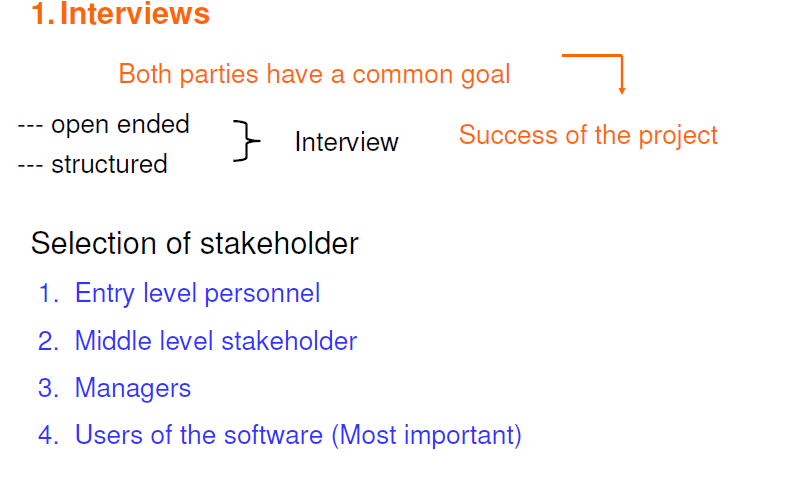 1. Interviews
Both parties have a common goal
--- open ended
--- structured
Interview
Success of the project
Selection of stakeholder
1. Entry level personnel
2. Middle level stakeholder
3. Managers
4. Users of the software (Most important)